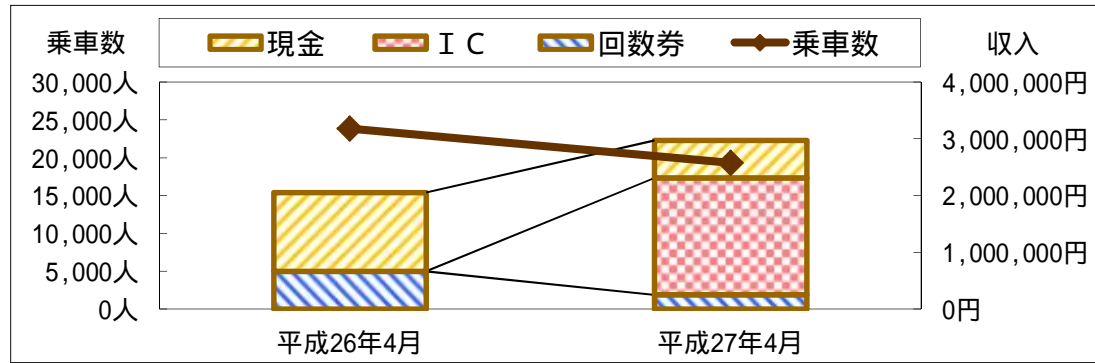 乗車数 現金 ＩＣ 回数券 乗車数 収入
30,000人 4,000,000円
25,000人 3,000,000円
20,000人 2,000,000円
15,000人 1,000,000円
10,000人 0円
5,000人
0人
平成26年4月 平成27年4月